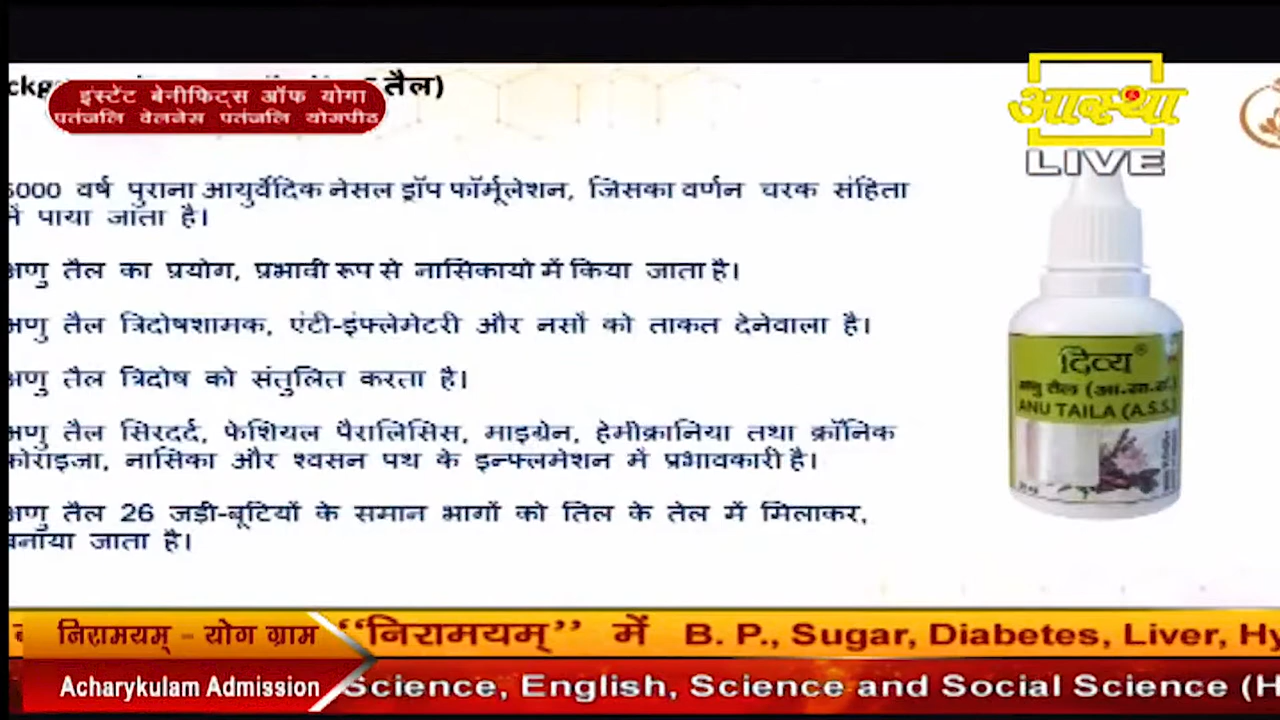 तैल)
इंस्टेंट बेनीफिट्स ऑफ योगा
पतंजलि वेलनेस पतंजलि योगपीठ
आस्था
LIVE
5000 वर्ष पुराना आयुर्वेदिक नेसल ड्रॉप फॉर्मूलेशन, जिसका वर्णन चरक संहिता
में पाया जाता है।
अणु तैल का प्रयोग, प्रभावी रूप से नासिकायो में किया जाता है।
अणु तैल त्रिदोषशामक, एंटी-इंफ्लेमेटरी और नसों को ताकत देनेवाला है।
अणु तैल त्रिदोष को संतुलित करता है।
अणु तैल सिरदर्द, फेशियल पैरालिसिस, माइग्रेन, हेमीक्रानिया तथा क्रॉनिक
कोराइजा, नासिका और श्वसन पथ के इन्फ्लमेशन में प्रभावकारी है।
अणु तैल 26 जड़ी-बूटियों के समान भागों को तिल के तेल में मिलाकर,
बनाया जाता है।
दिव्य®
अणु तैल (आ.सा.सं.)
ANU TAILA (A.S.S.)
निरामयम् - योग ग्राम
“निरामयम्” में B. P., Sugar, Diabetes, Liver, Hy
Acharykulam Admission
Science, English, Science and Social Science (H